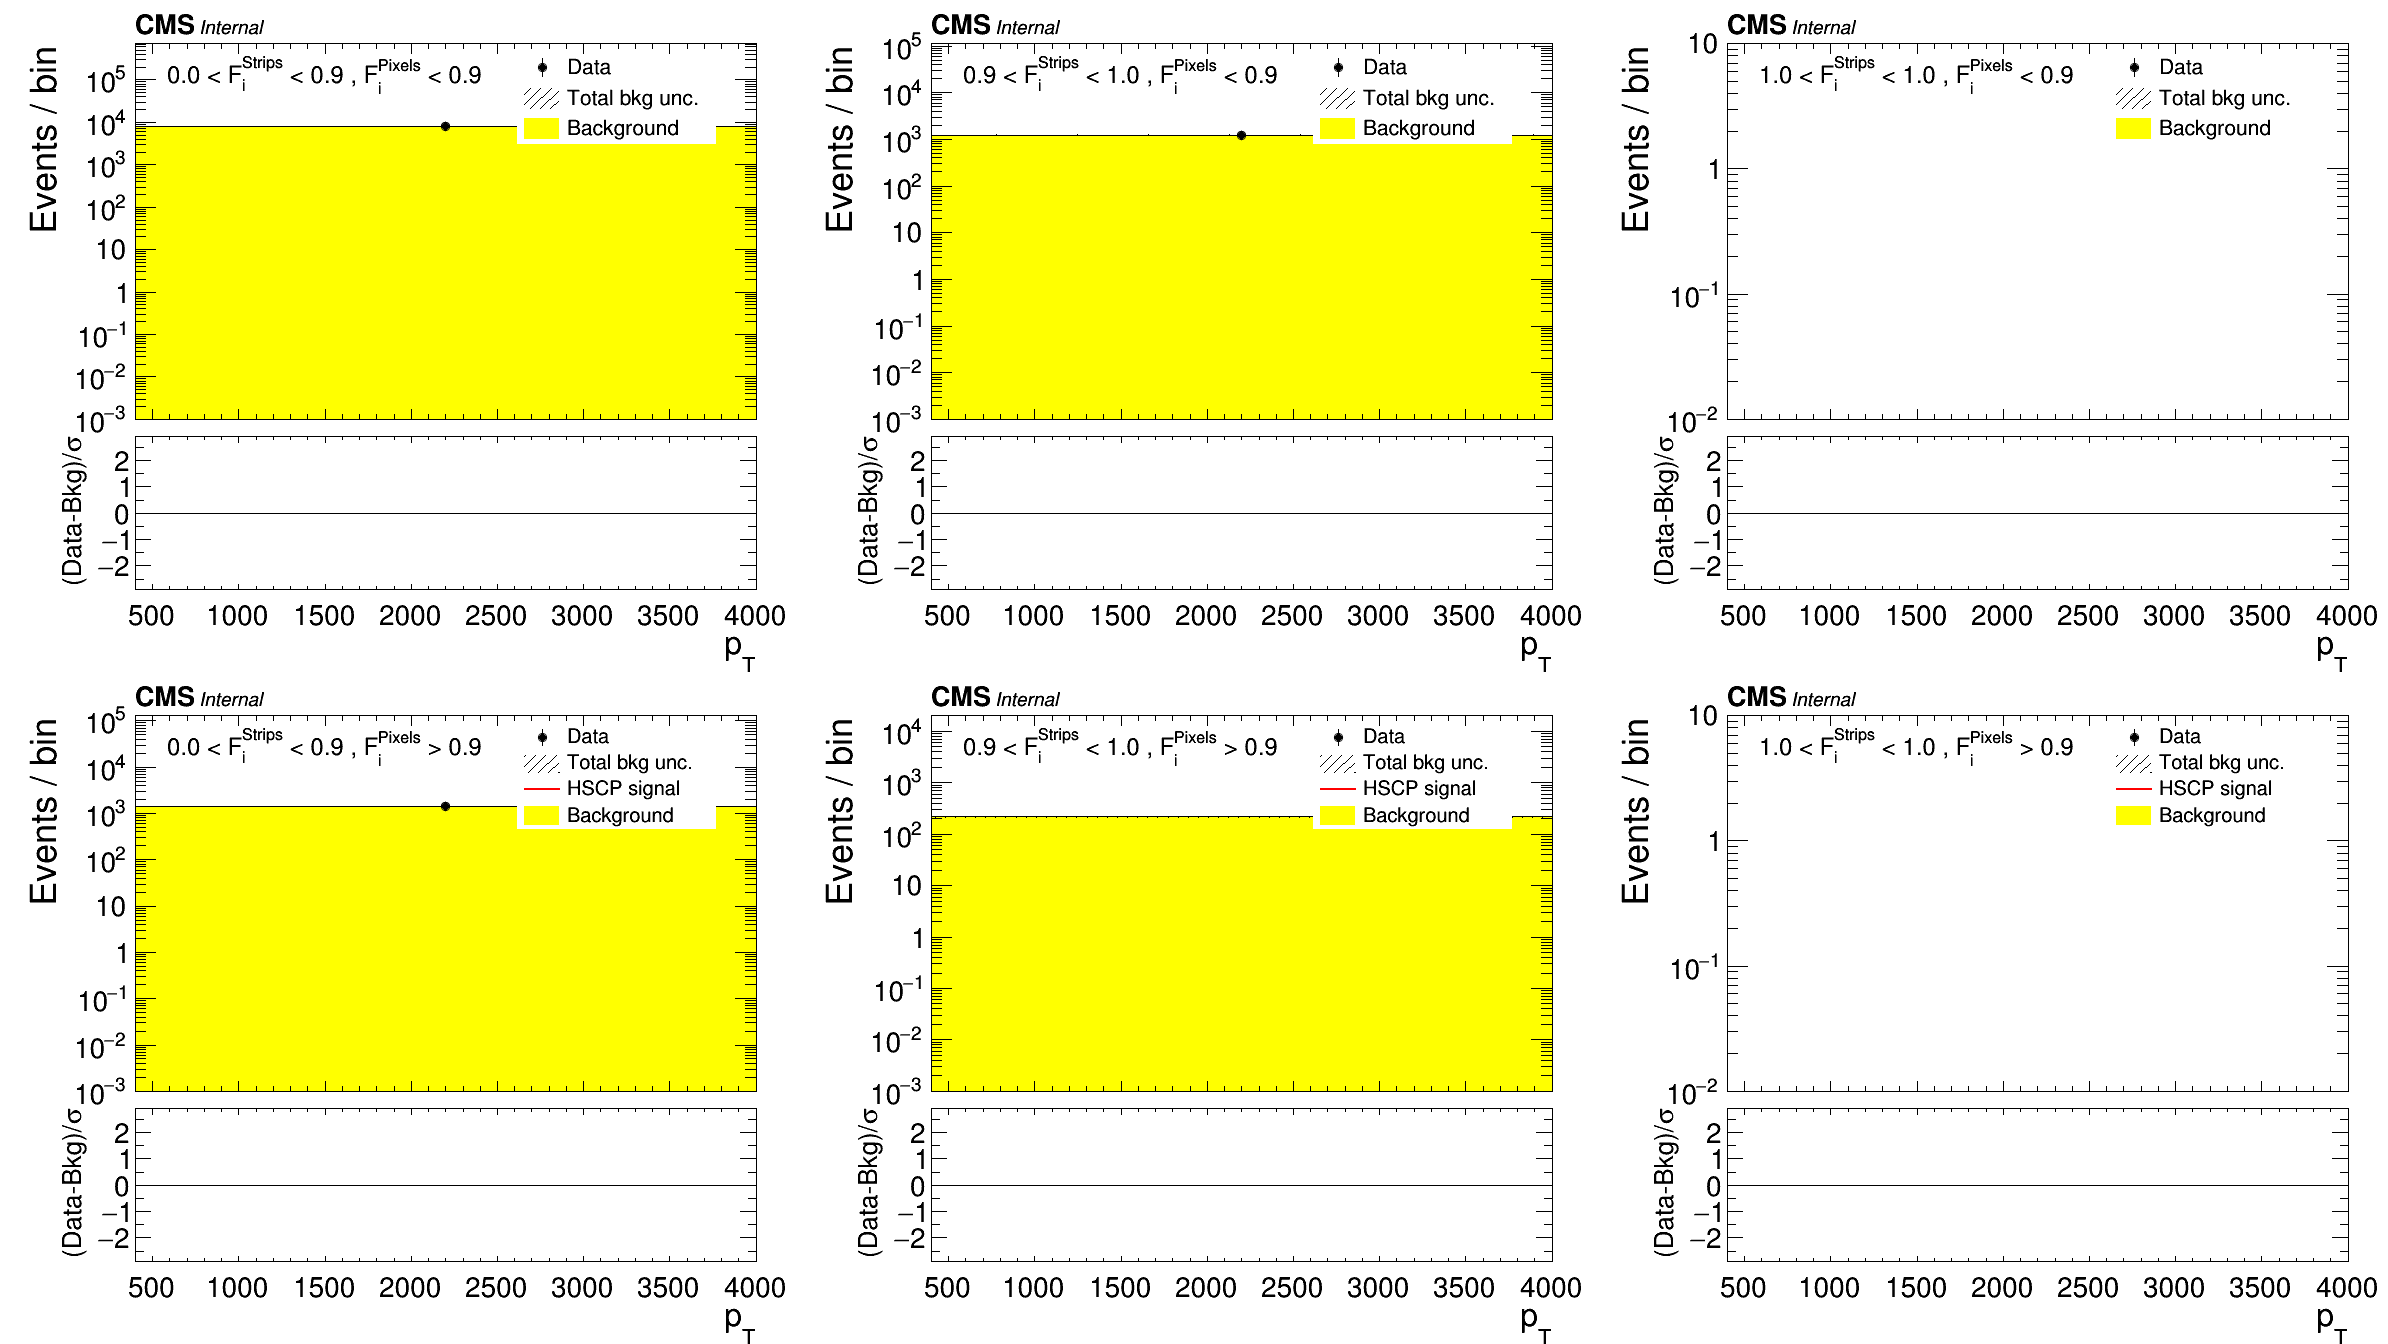 CMS Internal
Events / bin
10^5
10^4
10^3
10^2
10
1
10^−1
10^−2
10^−3
0.0 < F_i^Strips < 0.9 , F_i^Pixels < 0.9
Data
Total bkg unc.
Background
(Data-Bkg)/σ
2
1
0
−1
−2
500 1000 1500 2000 2500 3000 3500 4000
p_T
CMS Internal
Events / bin
10^5
10^4
10^3
10^2
10
1
10^−1
10^−2
10^−3
0.9 < F_i^Strips < 1.0 , F_i^Pixels < 0.9
Data
Total bkg unc.
Background
(Data-Bkg)/σ
2
1
0
−1
−2
500 1000 1500 2000 2500 3000 3500 4000
p_T
CMS Internal
Events / bin
10
1
10^−1
10^−2
1.0 < F_i^Strips < 1.0 , F_i^Pixels < 0.9
Data
Total bkg unc.
Background
(Data-Bkg)/σ
2
1
0
−1
−2
500 1000 1500 2000 2500 3000 3500 4000
p_T
CMS Internal
Events / bin
10^5
10^4
10^3
10^2
10
1
10^−1
10^−2
10^−3
0.0 < F_i^Strips < 0.9 , F_i^Pixels > 0.9
Data
Total bkg unc.
HSCP signal
Background
(Data-Bkg)/σ
2
1
0
−1
−2
500 1000 1500 2000 2500 3000 3500 4000
p_T
CMS Internal
Events / bin
10^4
10^3
10^2
10
1
10^−1
10^−2
10^−3
0.9 < F_i^Strips < 1.0 , F_i^Pixels > 0.9
Data
Total bkg unc.
HSCP signal
Background
(Data-Bkg)/σ
2
1
0
−1
−2
500 1000 1500 2000 2500 3000 3500 4000
p_T
CMS Internal
Events / bin
10
1
10^−1
10^−2
1.0 < F_i^Strips < 1.0 , F_i^Pixels > 0.9
Data
Total bkg unc.
HSCP signal
Background
(Data-Bkg)/σ
2
1
0
−1
−2
500 1000 1500 2000 2500 3000 3500 4000
p_T